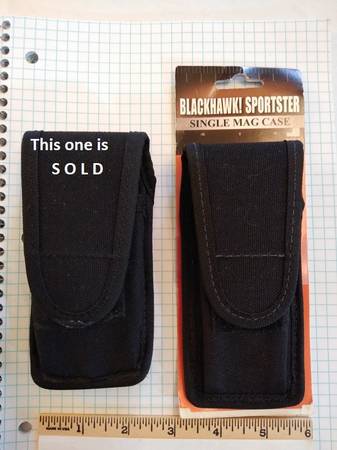 This one is
SOLD
BLACKHAWK! SPORTSTER
SINGLE MAG CASE
1 2 3 4 5 6